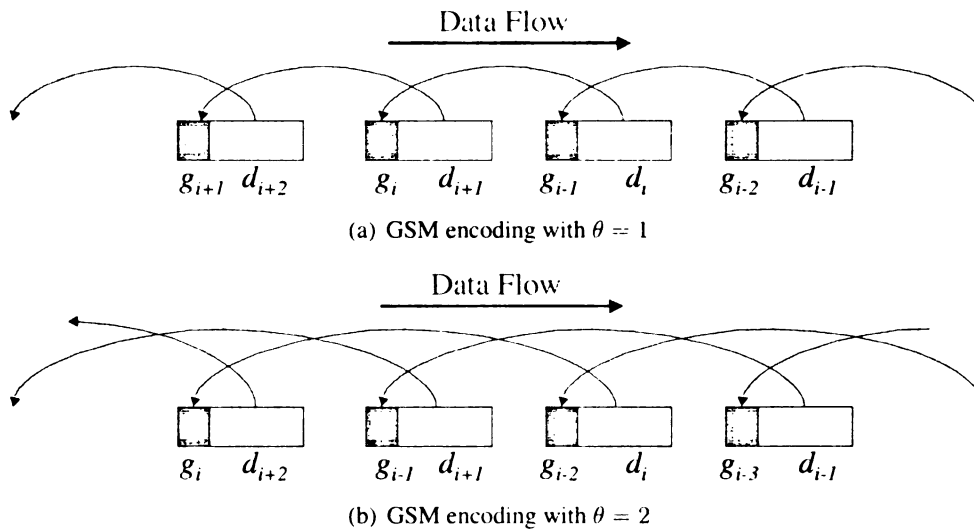 Data Flow
g_{i+1} d_{i+2} g_i d_{i+1} g_{i-1} d_i g_{i-2} d_{i-1}
(a) GSM encoding with θ = 1
Data Flow
g_i d_{i+2} g_{i-1} d_{i+1} g_{i-2} d_i g_{i-3} d_{i-1}
(b) GSM encoding with θ = 2